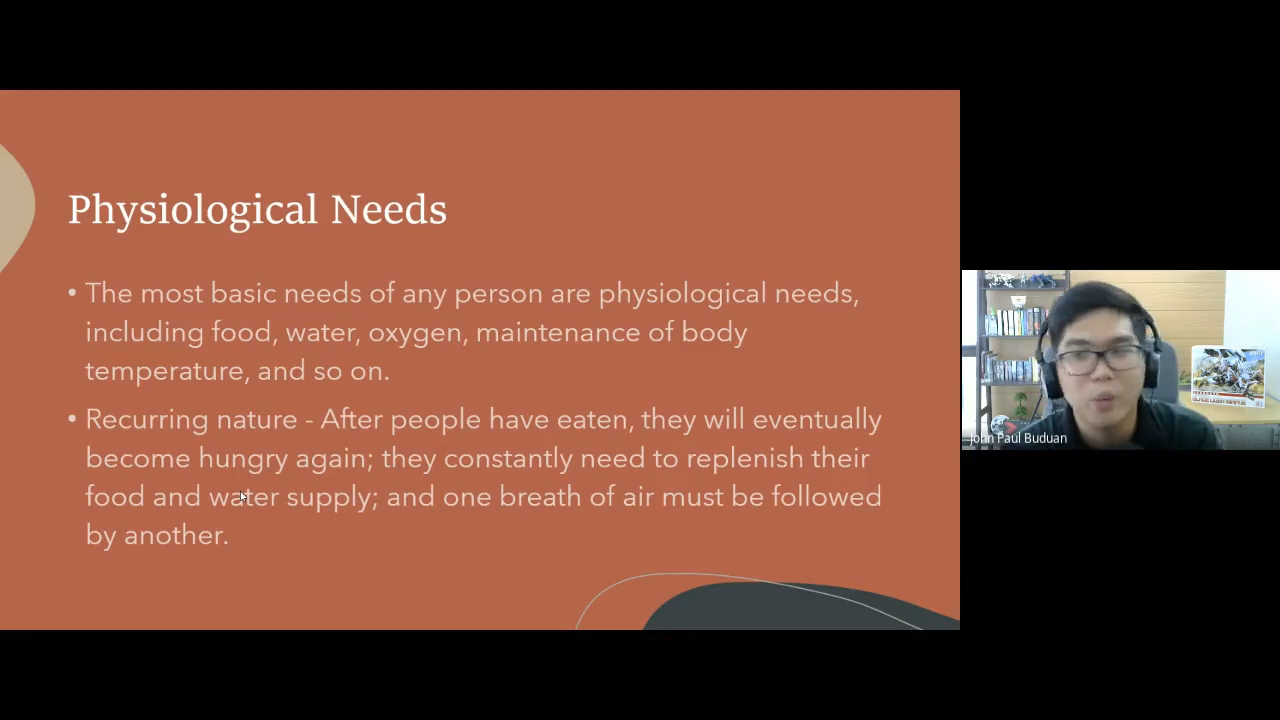 Physiological Needs
• The most basic needs of any person are physiological needs,
including food, water, oxygen, maintenance of body
temperature, and so on.
• Recurring nature - After people have eaten, they will eventually
become hungry again; they constantly need to replenish their
food and water supply; and one breath of air must be followed
by another.
John Paul Buduan